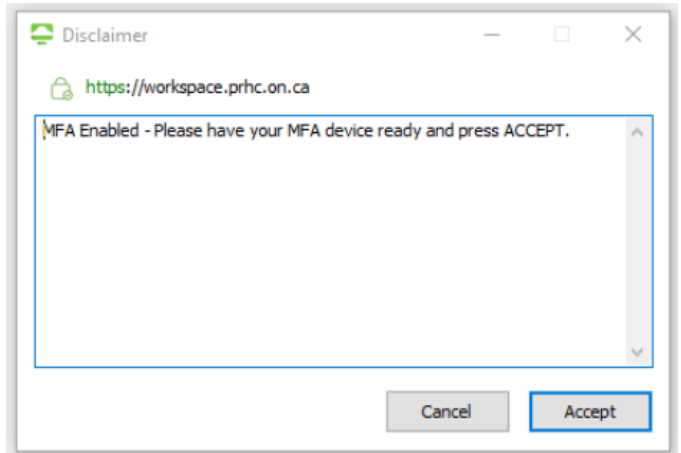 Disclaimer
https://workspace.prhc.on.ca
MFA Enabled - Please have your MFA device ready and press ACCEPT.
Cancel Accept